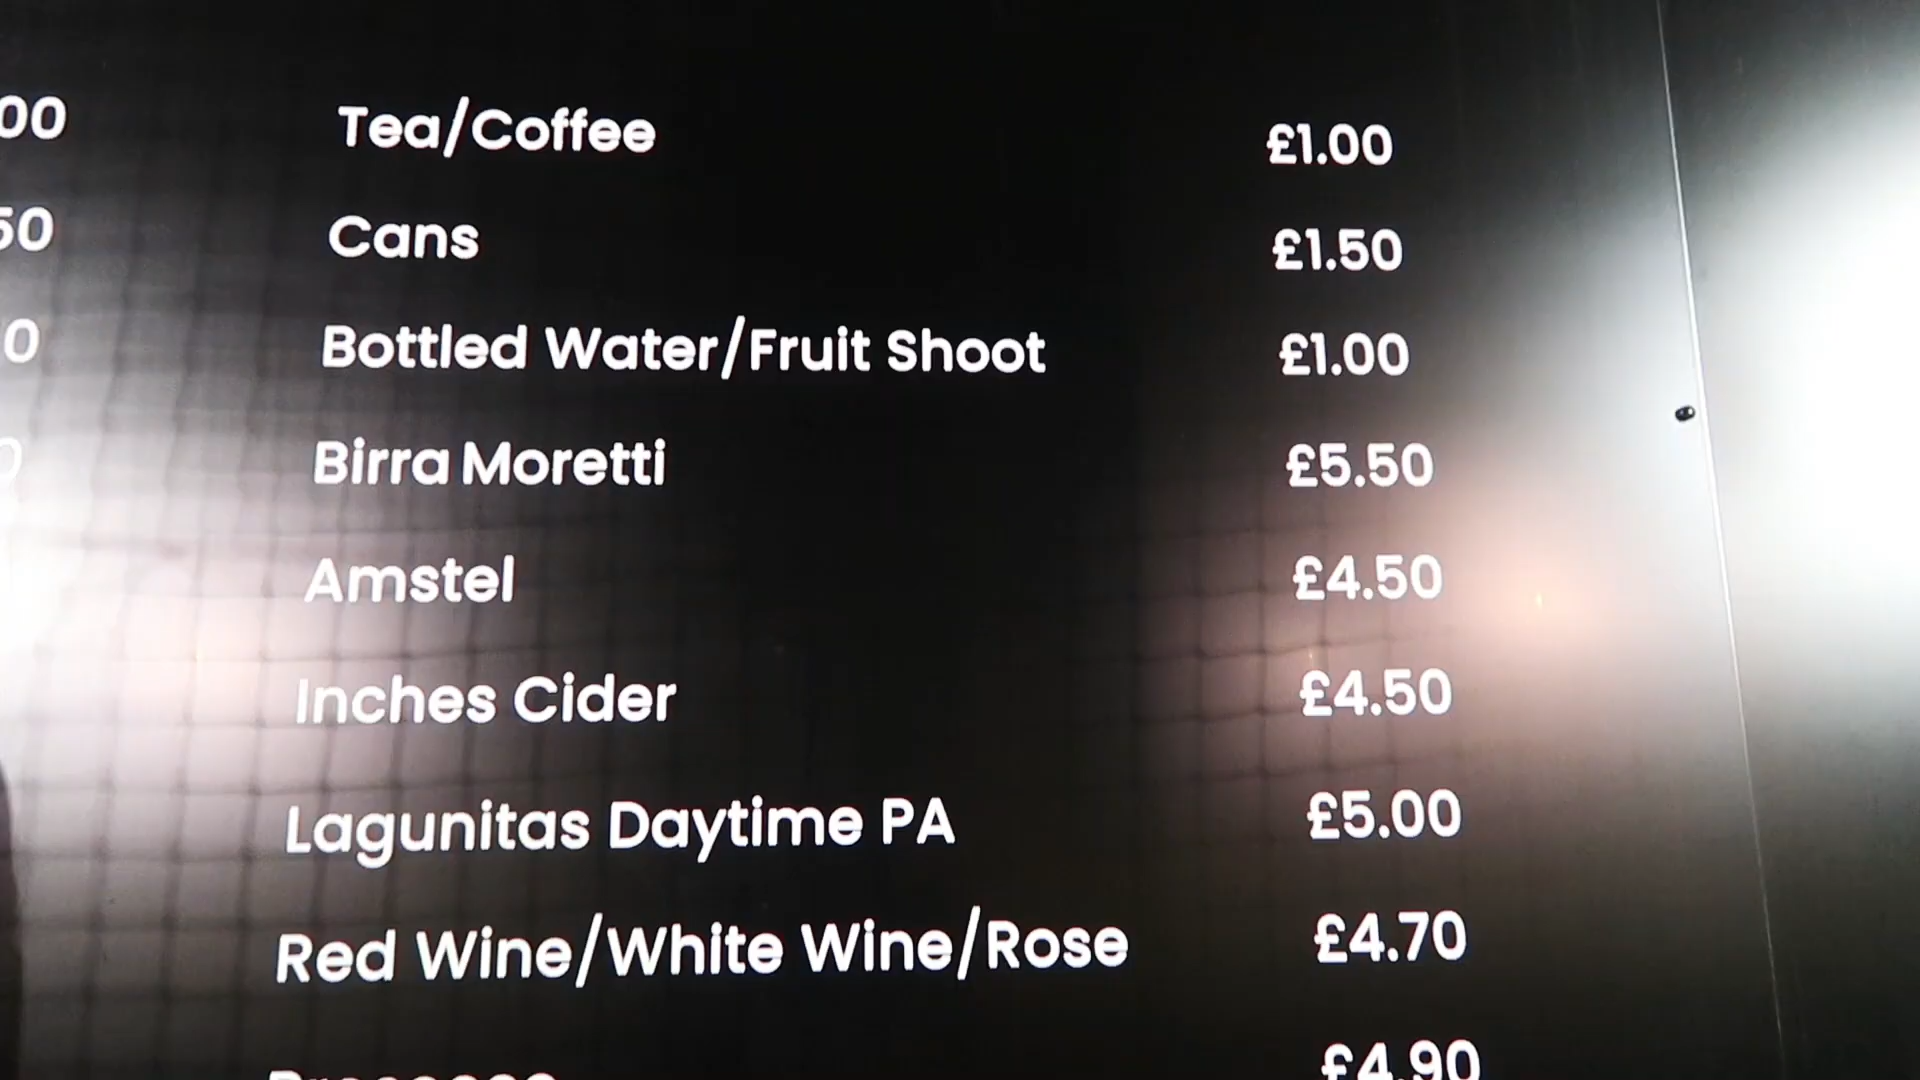 Tea/Coffee £1.00
Cans £1.50
Bottled Water/Fruit Shoot £1.00
Birra Moretti £5.50
Amstel £4.50
Inches Cider £4.50
Lagunitas Daytime PA £5.00
Red Wine/White Wine/Rose £4.70
£4.90